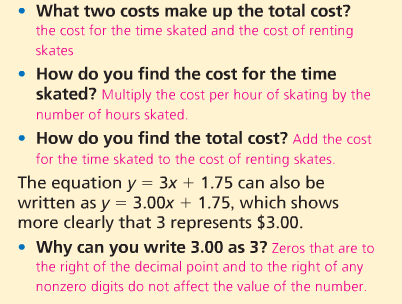 • What two costs make up the total cost?
the cost for the time skated and the cost of renting
skates
• How do you find the cost for the time
skated? Multiply the cost per hour of skating by the
number of hours skated.
• How do you find the total cost? Add the cost
for the time skated to the cost of renting skates.
The equation y = 3x + 1.75 can also be
written as y = 3.00x + 1.75, which shows
more clearly that 3 represents $3.00.
• Why can you write 3.00 as 3? Zeros that are to
the right of the decimal point and to the right of any
nonzero digits do not affect the value of the number.